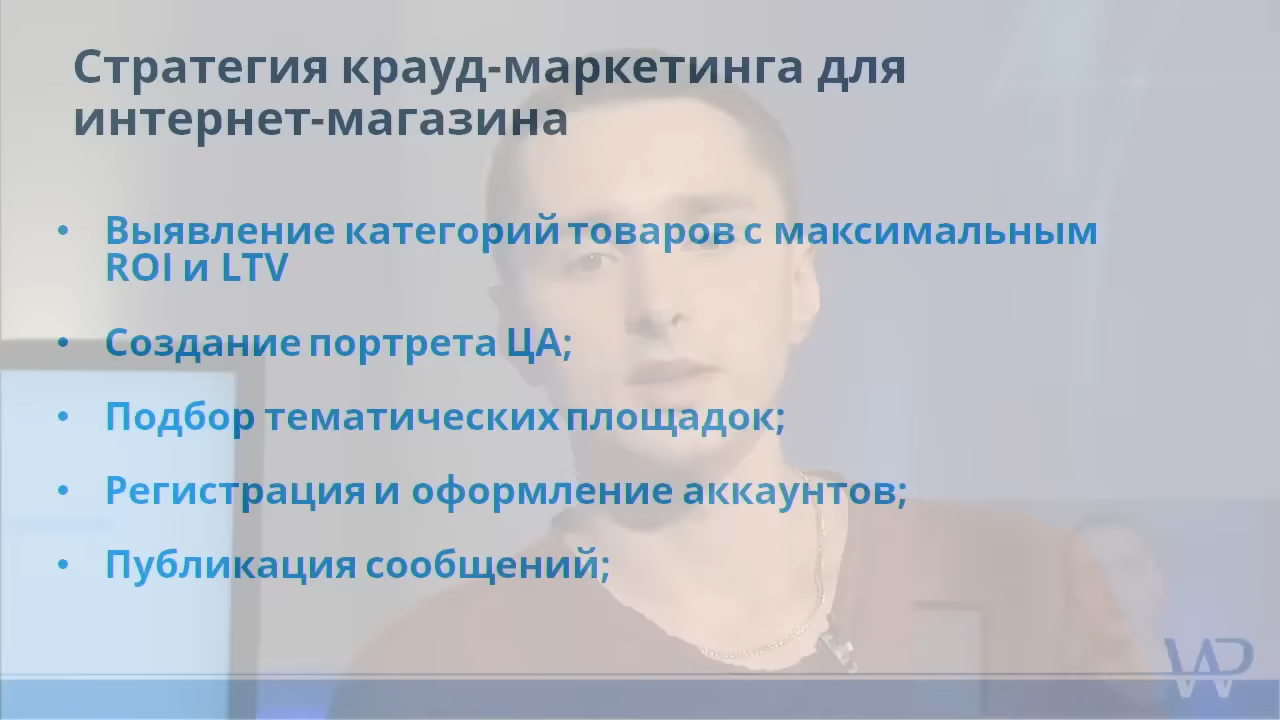 Стратегия крауд-маркетинга для
интернет-магазина
• Выявление категорий товаров с максимальным
ROI и LTV
• Создание портрета ЦА;
• Подбор тематических площадок;
• Регистрация и оформление аккаунтов;
• Публикация сообщений;
WP